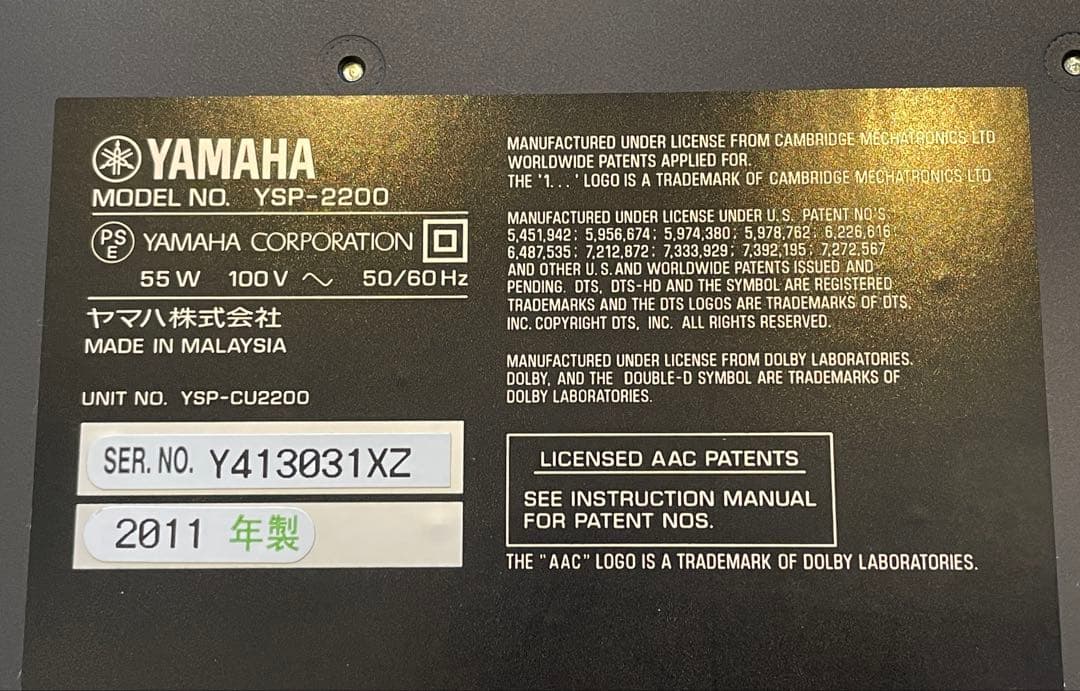 YAMAHA
MODEL NO. YSP-2200
PS
E
YAMAHA CORPORATION
55 W 100 V ~ 50/60 Hz
ヤマハ株式会社
MADE IN MALAYSIA
UNIT NO. YSP-CU2200
SER. NO. Y413031XZ
2011 年製
MANUFACTURED UNDER LICENSE FROM CAMBRIDGE MECHATRONICS LTD
WORLDWIDE PATENTS APPLIED FOR.
THE '1...' LOGO IS A TRADEMARK OF CAMBRIDGE MECHATRONICS LTD
MANUFACTURED UNDER LICENSE UNDER U.S. PATENT NO'S:
5,451,942; 5,956,674; 5,974,380; 5,978,762; 6,226,616
6,487,535; 7,212,872; 7,333,929; 7,392,195; 7,272,567
AND OTHER U.S. AND WORLDWIDE PATENTS ISSUED AND
PENDING. DTS, DTS-HD AND THE SYMBOL ARE REGISTERED
TRADEMARKS AND THE DTS LOGOS ARE TRADEMARKS OF DTS,
INC. COPYRIGHT DTS, INC. ALL RIGHTS RESERVED.
MANUFACTURED UNDER LICENSE FROM DOLBY LABORATORIES.
DOLBY, AND THE DOUBLE-D SYMBOL ARE TRADEMARKS OF
DOLBY LABORATORIES.
LICENSED AAC PATENTS
SEE INSTRUCTION MANUAL
FOR PATENT NOS.
THE "AAC" LOGO IS A TRADEMARK OF DOLBY LABORATORIES.